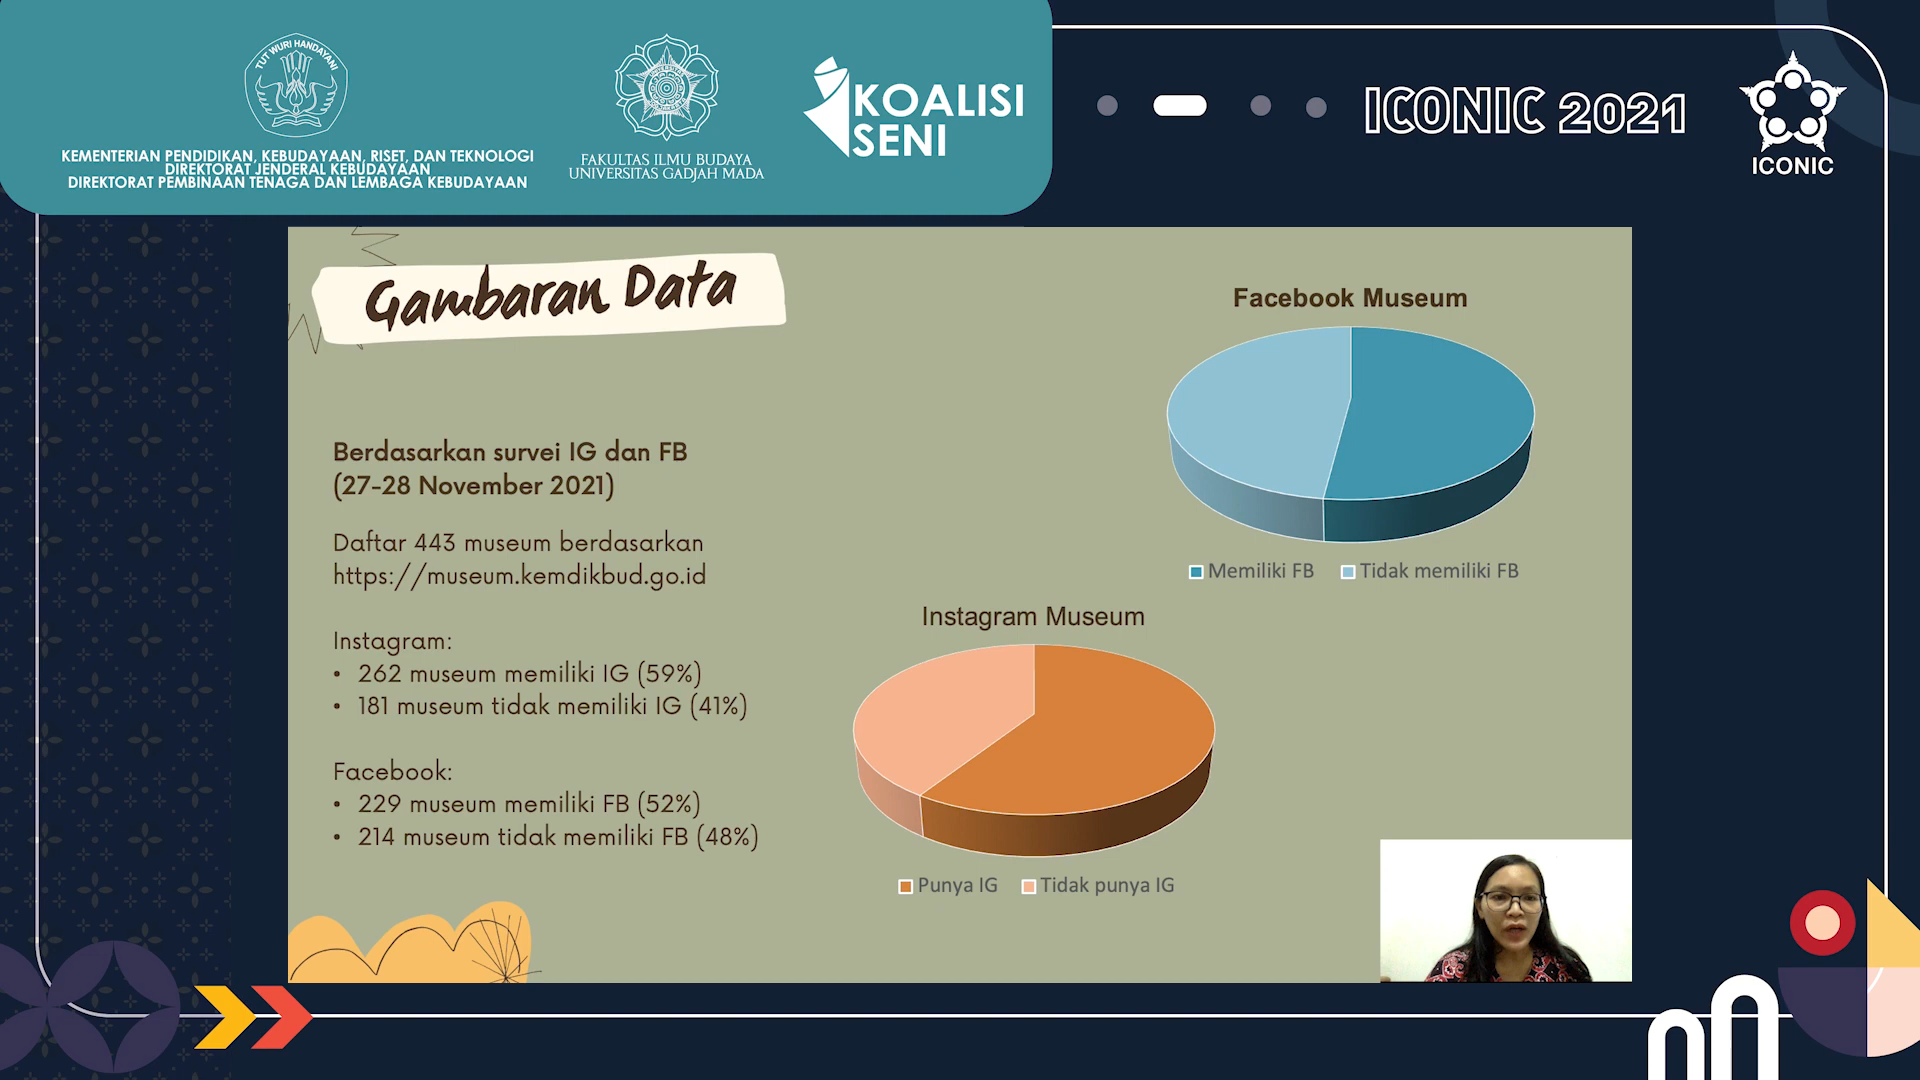 TUT WURI HANDAYANI
KEMENTERIAN PENDIDIKAN, KEBUDAYAAN, RISET, DAN TEKNOLOGI
DIREKTORAT JENDERAL KEBUDAYAAN
DIREKTORAT PEMBINAAN TENAGA DAN LEMBAGA KEBUDAYAAN
FAKULTAS ILMU BUDAYA
UNIVERSITAS GADJAH MADA
KOALISI
SENI
ICONIC 2021
ICONIC
Gambaran Data
Berdasarkan survei IG dan FB
(27-28 November 2021)
Daftar 443 museum berdasarkan
https://museum.kemdikbud.go.id
Instagram:
• 262 museum memiliki IG (59%)
• 181 museum tidak memiliki IG (41%)
Facebook:
• 229 museum memiliki FB (52%)
• 214 museum tidak memiliki FB (48%)
Facebook Museum
Memiliki FB Tidak memiliki FB
Instagram Museum
Punya IG Tidak punya IG